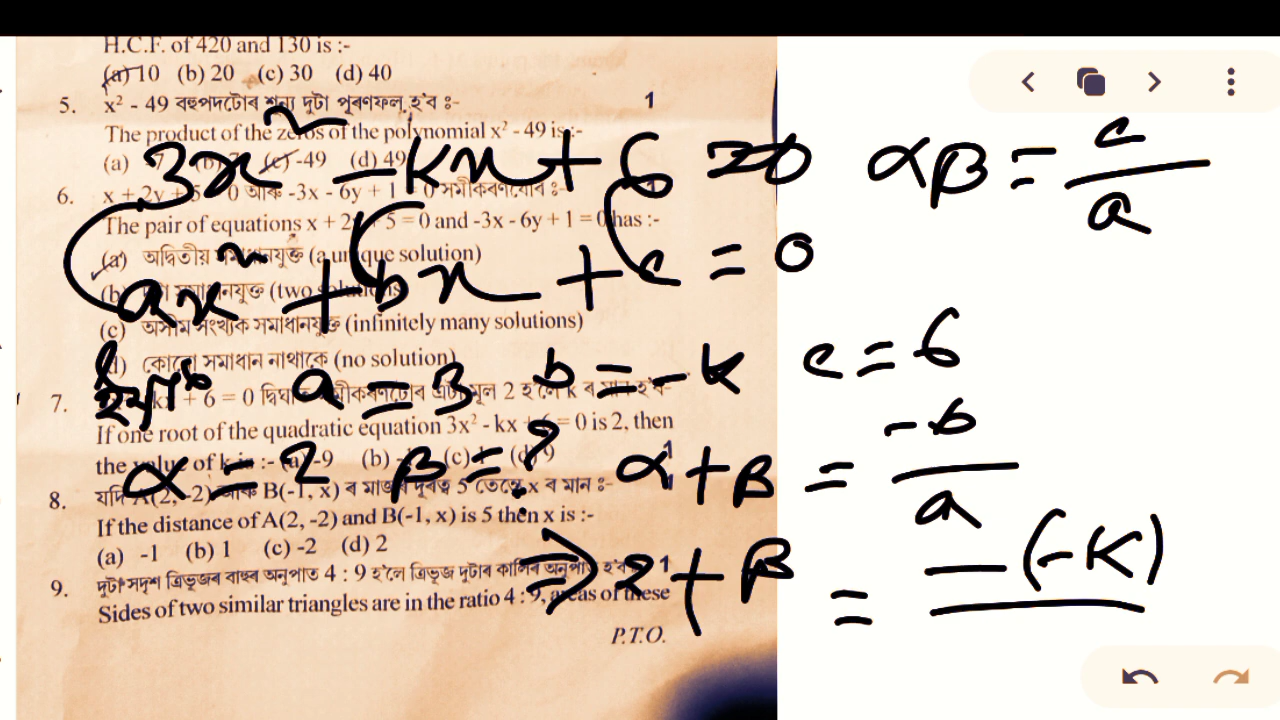 H.C.F. of 420 and 130 is :-
(a) 10 (b) 20 (c) 30 (d) 40
5. x² - 49 বহুপদটোৰ শূন্য দুটা পূৰণফল হ'ব ঃ- 1
The product of the zeros of the polynomial x² - 49 is :-
(a) (c) -49 (d) 49
3x² - kx + 6 = 0 αβ = c/a
6. x + 2y + 5 0 আৰু -3x - 6y + 1 = 0
The pair of equations x + 2 + 5 = 0 and -3x - 6y + 1 = 0 has :-
(a) অদ্বিতীয় (a unique solution)
ax² + bx + c = 0
(b) (two solutions)
(c) অসীম সংখ্যক সমাধানযুক্ত (infinitely many solutions)
(d) কোনো সমাধান নাথাকে (no solution)
a = 3 b = -k c = 6
7. kx + 6 = 0 মূল 2 হ'লে k ৰ মান হ'ব-
If one root of the quadratic equation 3x² - kx + 6 = 0 is 2, then
the value of k is :- (a) -9 (b) (c) (d) 9 1
α = 2 β = ? α + β = -b/a
8. যদি A(2, -2) আৰু B(-1, x) ৰ মাজৰ দূৰত্ব 5 তেন্তে x ৰ মান ঃ-
If the distance of A(2, -2) and B(-1, x) is 5 then x is :-
(a) -1 (b) 1 (c) -2 (d) 2
⇒ 2 + β = -(-k)
9. দুটা সদৃশ ত্ৰিভূজৰ বাহুৰ অনুপাত 4 : 9 হ'লে ত্ৰিভূজ দুটাৰ কালিৰ অনুপাত হ'ব 1
Sides of two similar triangles are in the ratio 4 : 9, areas of these
P.T.O.